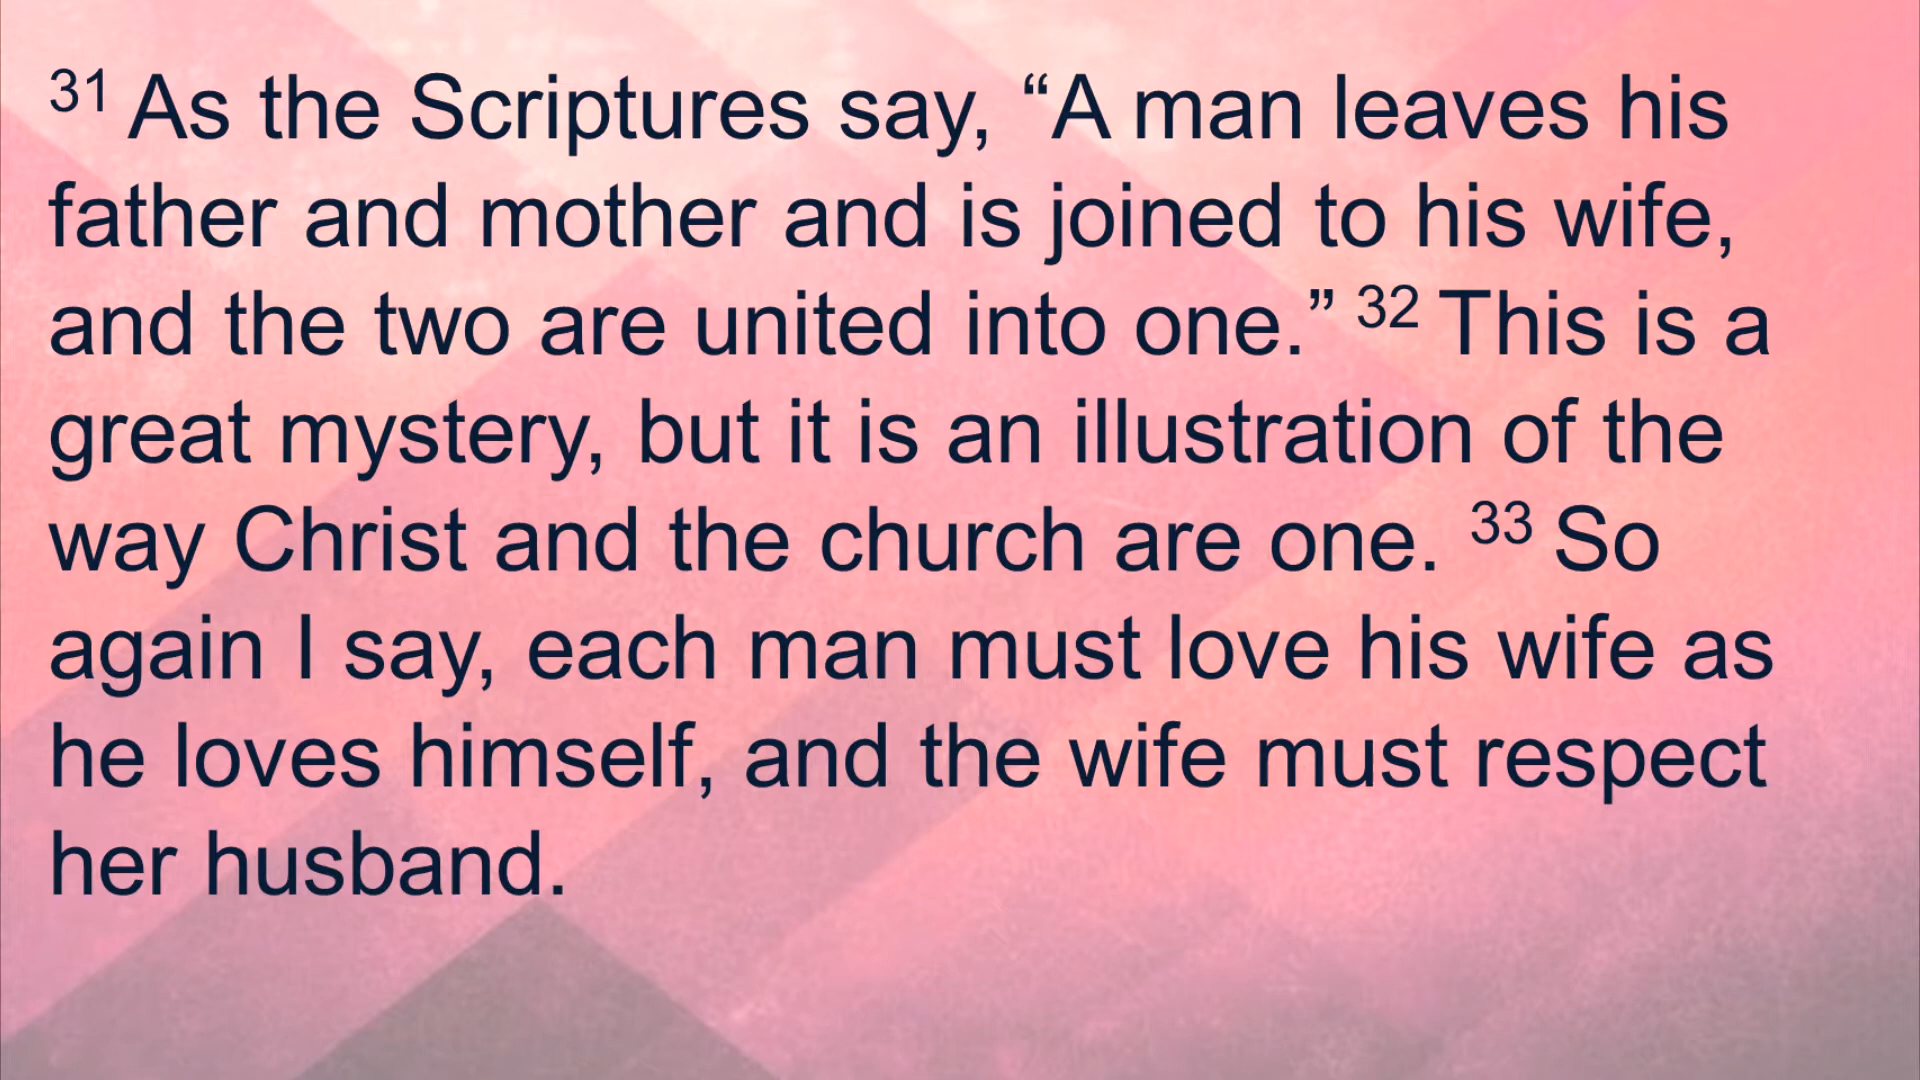 31 As the Scriptures say, “A man leaves his
father and mother and is joined to his wife,
and the two are united into one.” 32 This is a
great mystery, but it is an illustration of the
way Christ and the church are one. 33 So
again I say, each man must love his wife as
he loves himself, and the wife must respect
her husband.